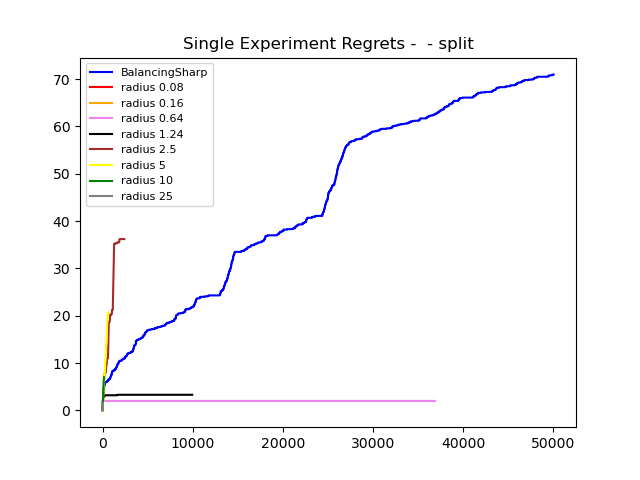 Single Experiment Regrets -  - split
BalancingSharp
radius 0.08
radius 0.16
radius 0.64
radius 1.24
radius 2.5
radius 5
radius 10
radius 25
70
60
50
40
30
20
10
0
0 10000 20000 30000 40000 50000